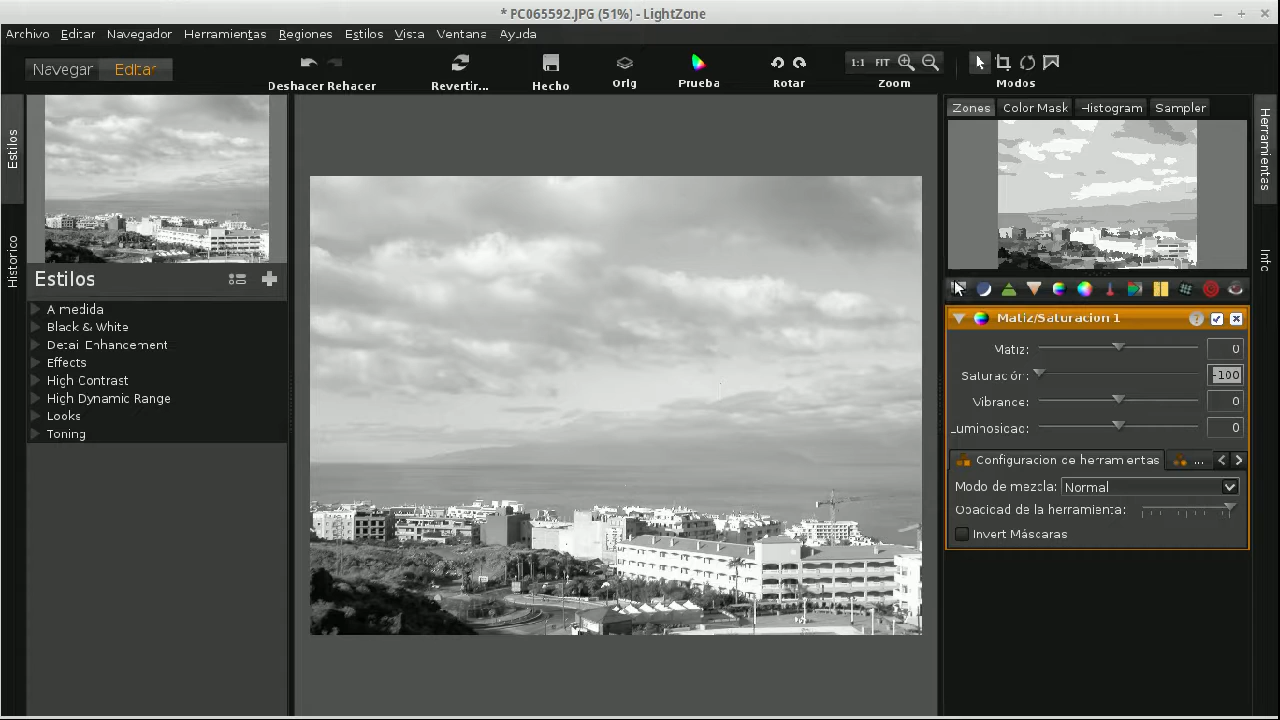 * PC065592.JPG (51%) - LightZone
Archivo Editar Navegador Herramientas Regiones Estilos Vista Ventana Ayuda
Navegar Editar
Deshacer Rehacer Revertir... Hecho Orig Prueba Rotar 1:1 FIT Zoom Modos
Estilos
Historico
Zones Color Mask Histogram Sampler
Herramientas
Info
Estilos
A medida
Black & White
Detail Enhancement
Effects
High Contrast
High Dynamic Range
Looks
Toning
Matiz/Saturacion 1 ?
Matiz: 0
Saturación: -100
Vibrance: 0
Luminosidad: 0
Configuracion de herramientas ...
Modo de mezcla: Normal
Opacidad de la herramienta:
Invert Máscaras